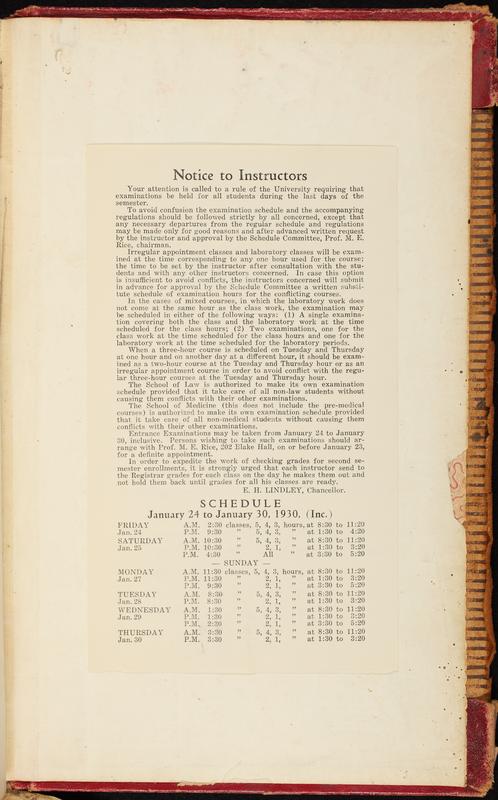 Notice to Instructors
Your attention is called to a rule of the University requiring that
examinations be held for all students during the last days of the
semester.
To avoid confusion the examination schedule and the accompanying
regulations should be followed strictly by all concerned, except that
any necessary departures from the reguiar schedule and regulations
may be made only for good reasons and after advanced written request
by the instructor and approval by the Schedule Committee, Prof. M. E.
Rice, chairman.
Irregular appointment classes and laboratory classes will be exam-
ined at the time corresponding to any one hour used for the course;
the time to be set by the instructor after consultation with the stu-
dents and with any other instructors concerned. In case this option
is insufficient to avoid conflicts, the instructors concerned will submit
in advance for approval by the Schedule Committee a written substi-
tute schedule of examination hours for the conflicting courses.
In the cases of mixed courses, in which the laboratory work does
not come at the same hour as the class work, the examination may
be scheduled in either of the following ways: (1) A single examina-
tion covering both the class and the laboratory work at the time
scheduled for the class hours; (2) Two examinations, one for the
class work at the time scheduled for the class hours and one for the
laboratory work at the time scheduled for the laboratory periods.
When a three-hour course is scheduled on Tuesday and Thursday
at one hour and on another day at a different hour, it should be exam-
ined as a two-hour course at the Tuesday and Thursday hour or as an
irregular appointment course in order to avoid conflict with the regu-
lar three-hour courses at the Tuesday and Thursday hour.
The School of Law is authorized to make its own examination
schedule provided that it take care of all non-law students without
causing them conflicts with their other examinations.
The School of Medicine (this does not include the pre-medical
courses) is authorized to make its own examination schedule provided
that it take care of all non-medical students without causing them
conflicts with their other examinations.
Entrance Examinations may be taken from January 24 to January
30, inclusive. Persons wishing to take such examinations should ar-
range with Prof. M. E. Rice, 202 Blake Hall, on or before January 23,
for a definite appointment.
In order to expedite the work of checking grades for second se-
mester enrollments, it is strongly urged that each instructor send to
the Registrar grades for each class on the day he makes them out and
not hold them back until grades for all his classes are ready.
E. H. LINDLEY, Chancellor.
SCHEDULE
January 24 to January 30, 1930. (Inc.)
FRIDAY A.M. 2:30 classes, 5, 4, 3, hours, at 8:30 to 11:20
Jan. 24 P.M. 9:30 " 5, 4, 3, " at 1:30 to 4:20
SATURDAY A.M. 10:30 " 5, 4, 3, " at 8:30 to 11:20
Jan. 25 P.M. 10:30 " 2, 1, " at 1:30 to 3:20
P.M. 4:30 " All " at 3:30 to 5:20
— SUNDAY —
MONDAY A.M. 11:30 classes, 5, 4, 3, hours, at 8:30 to 11:20
Jan. 27 P.M. 11:30 " 2, 1, " at 1:30 to 3:20
P.M. 9:30 " 2, 1, " at 3:30 to 5:20
TUESDAY A.M. 8:30 " 5, 4, 3, " at 8:30 to 11:20
Jan. 28 P.M. 8:30 " 2, 1, " at 1:30 to 3:20
WEDNESDAY A.M. 1:30 " 5, 4, 3, " at 8:30 to 11:20
Jan. 29 P.M. 1:30 " 2, 1, " at 1:30 to 3:20
P.M. 2:30 " 2, 1, " at 3:30 to 5:20
THURSDAY A.M. 3:30 " 5, 4, 3, " at 8:30 to 11:20
Jan. 30 P.M. 3:30 " 2, 1, " at 1:30 to 3:20